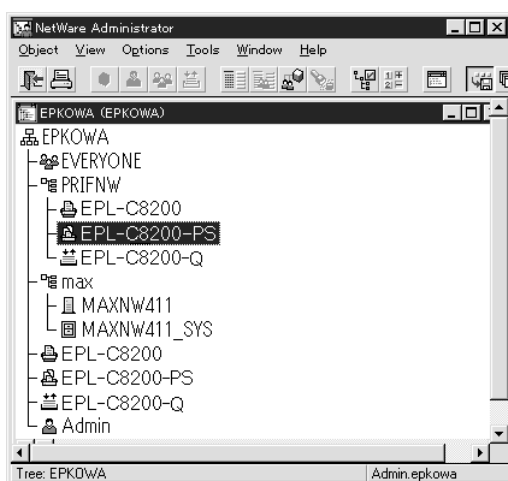 NetWare Administrator
Object View Options Tools Window Help
EPKOWA (EPKOWA)
EPKOWA
EVERYONE
PRIFNW
EPL-C8200
EPL-C8200-PS
EPL-C8200-Q
max
MAXNW411
MAXNW411_SYS
EPL-C8200
EPL-C8200-PS
EPL-C8200-Q
Admin
Tree: EPKOWA Admin.epkowa